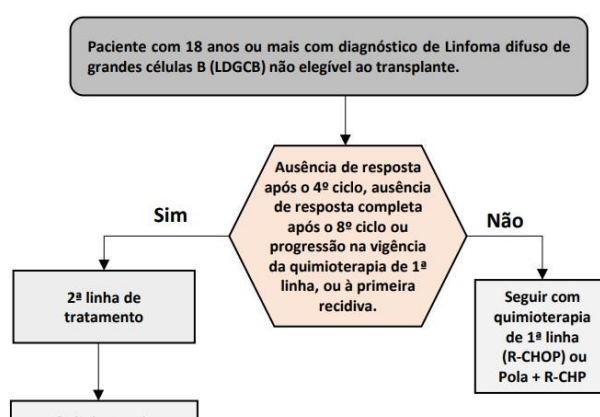 Paciente com 18 anos ou mais com diagnóstico de Linfoma difuso de
grandes células B (LDGCB) não elegível ao transplante.
Ausência de resposta
após o 4º ciclo, ausência
de resposta completa
após o 8º ciclo ou
progressão na vigência
da quimioterapia de 1ª
linha, ou à primeira
recidiva.
Sim
Não
2ª linha de
tratamento
Seguir com
quimioterapia
de 1ª linha
(R-CHOP) ou
Pola + R-CHP